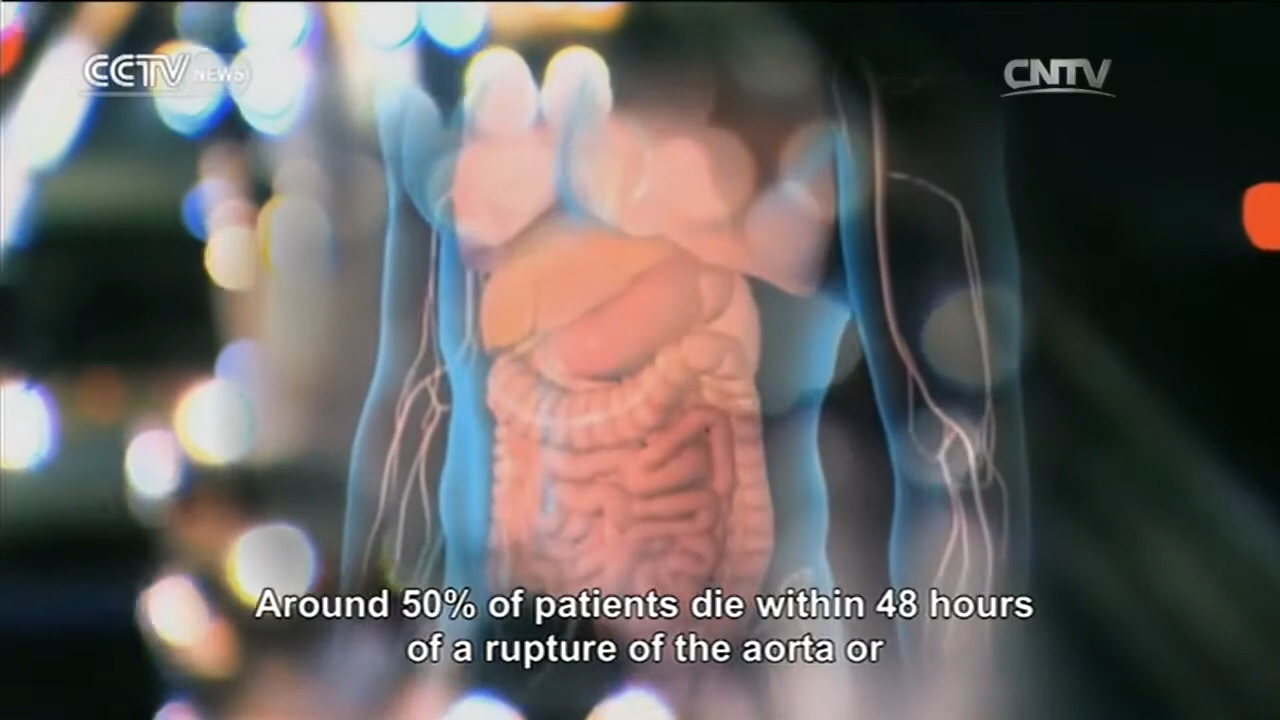 CCTV NEWS
CNTV
Around 50% of patients die within 48 hours
of a rupture of the aorta or